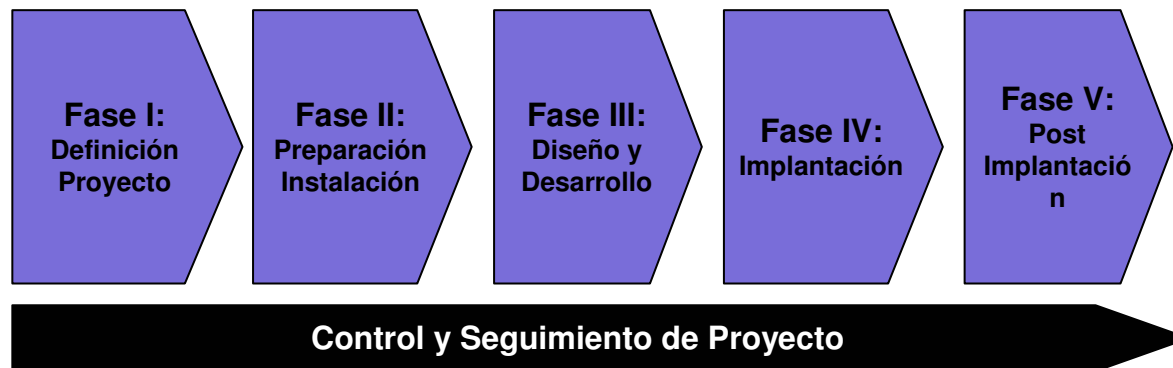 Fase I:
Definición
Proyecto
Fase II:
Preparación
Instalación
Fase III:
Diseño y
Desarrollo
Fase IV:
Implantación
Fase V:
Post
Implantació
n
Control y Seguimiento de Proyecto